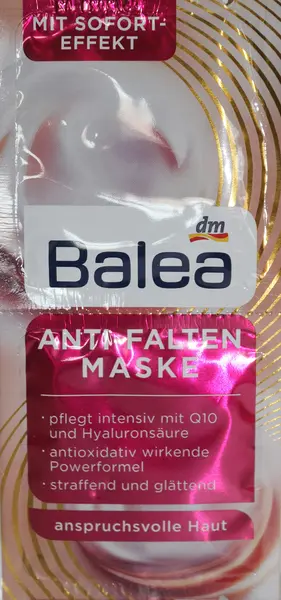 MIT SOFORT-
EFFEKT
dm
Balea
ANTI-FALTEN
MASKE
· pflegt intensiv mit Q10
und Hyaluronsäure
· antioxidativ wirkende
Powerformel
· straffend und glättend
anspruchsvolle Haut